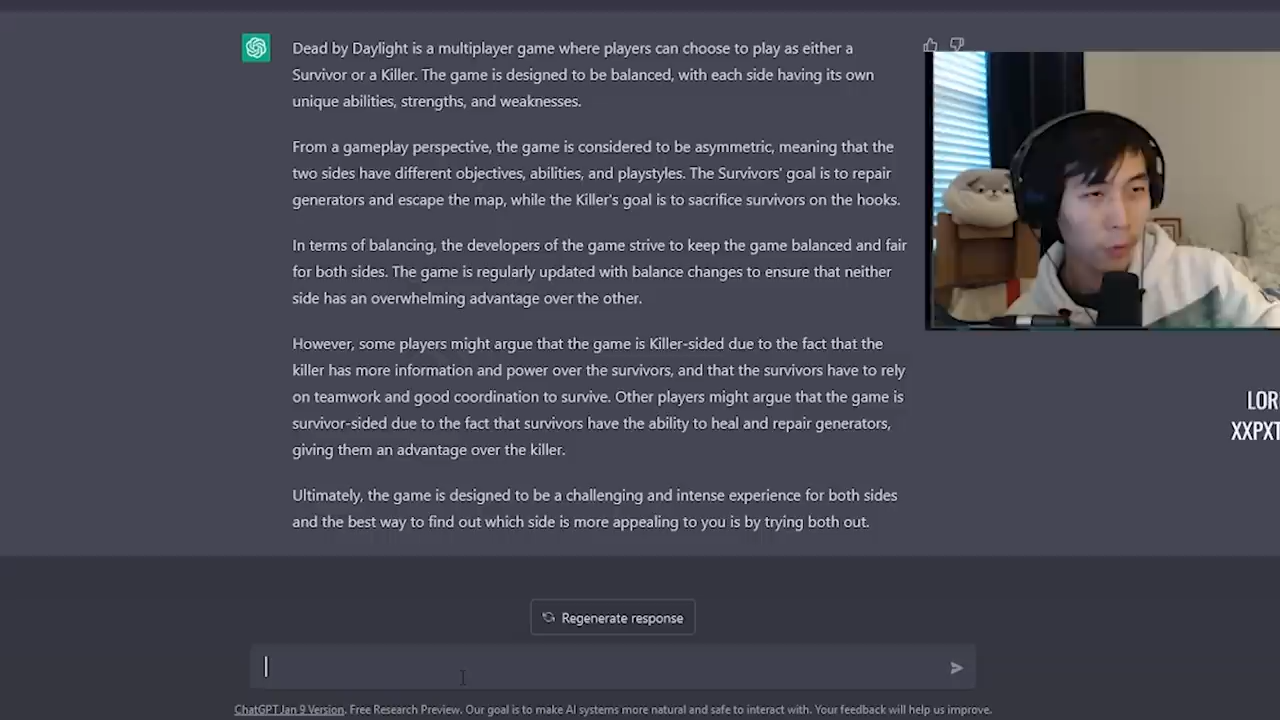 Dead by Daylight is a multiplayer game where players can choose to play as either a
Survivor or a Killer. The game is designed to be balanced, with each side having its own
unique abilities, strengths, and weaknesses.
From a gameplay perspective, the game is considered to be asymmetric, meaning that the
two sides have different objectives, abilities, and playstyles. The Survivors' goal is to repair
generators and escape the map, while the Killer's goal is to sacrifice survivors on the hooks.
In terms of balancing, the developers of the game strive to keep the game balanced and fair
for both sides. The game is regularly updated with balance changes to ensure that neither
side has an overwhelming advantage over the other.
However, some players might argue that the game is Killer-sided due to the fact that the
killer has more information and power over the survivors, and that the survivors have to rely
on teamwork and good coordination to survive. Other players might argue that the game is
survivor-sided due to the fact that survivors have the ability to heal and repair generators,
giving them an advantage over the killer.
Ultimately, the game is designed to be a challenging and intense experience for both sides
and the best way to find out which side is more appealing to you is by trying both out.
LOR
XXPXT
Regenerate response
ChatGPT Jan 9 Version. Free Research Preview. Our goal is to make AI systems more natural and safe to interact with. Your feedback will help us improve.